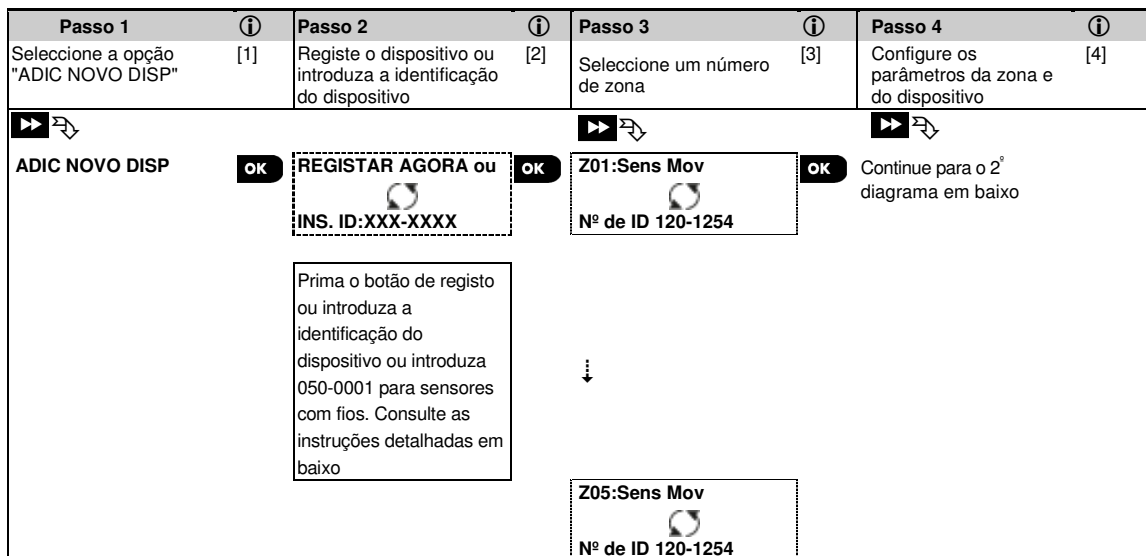 Passo 1
Seleccione a opção
"ADIC NOVO DISP"
[1]
Passo 2
Registe o dispositivo ou
introduza a identificação
do dispositivo
[2]
Passo 3
Seleccione um número
de zona
[3]
Passo 4
Configure os
parâmetros da zona e
do dispositivo
[4]
ADIC NOVO DISP
OK
REGISTAR AGORA ou
INS. ID:XXX-XXXX
OK
Z01:Sens Mov
Nº de ID 120-1254
OK
Continue para o 2º
diagrama em baixo
Prima o botão de registo
ou introduza a
identificação do
dispositivo ou introduza
050-0001 para sensores
com fios. Consulte as
instruções detalhadas em
baixo
Z05:Sens Mov
Nº de ID 120-1254